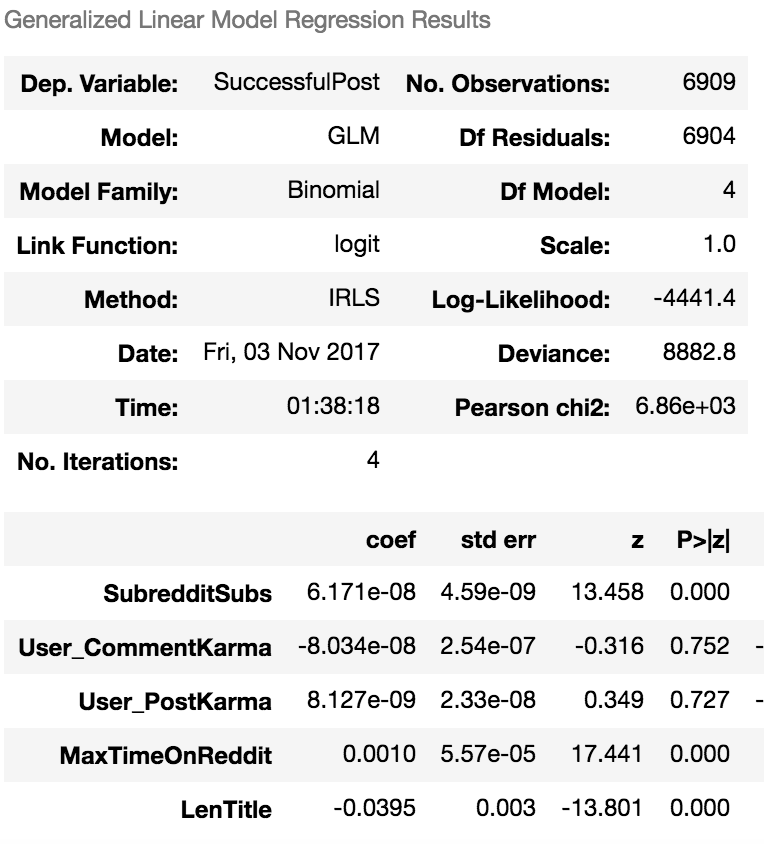 Generalized Linear Model Regression Results
Dep. Variable: SuccessfulPost No. Observations: 6909
Model: GLM Df Residuals: 6904
Model Family: Binomial Df Model: 4
Link Function: logit Scale: 1.0
Method: IRLS Log-Likelihood: -4441.4
Date: Fri, 03 Nov 2017 Deviance: 8882.8
Time: 01:38:18 Pearson chi2: 6.86e+03
No. Iterations: 4
coef std err z P>|z|
SubredditSubs 6.171e-08 4.59e-09 13.458 0.000
User_CommentKarma -8.034e-08 2.54e-07 -0.316 0.752 -
User_PostKarma 8.127e-09 2.33e-08 0.349 0.727 -
MaxTimeOnReddit 0.0010 5.57e-05 17.441 0.000
LenTitle -0.0395 0.003 -13.801 0.000